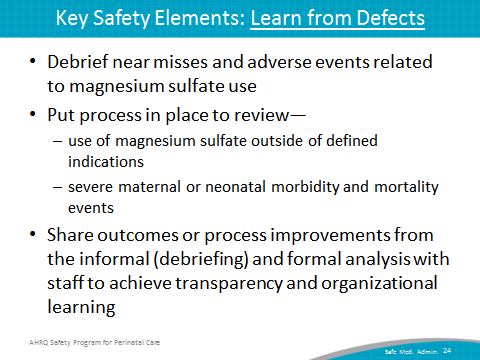 Key Safety Elements: Learn from Defects
• Debrief near misses and adverse events related
to magnesium sulfate use
• Put process in place to review—
– use of magnesium sulfate outside of defined
indications
– severe maternal or neonatal morbidity and mortality
events
• Share outcomes or process improvements from
the informal (debriefing) and formal analysis with
staff to achieve transparency and organizational
learning
AHRQ Safety Program for Perinatal Care
Safe Med. Admin. 24